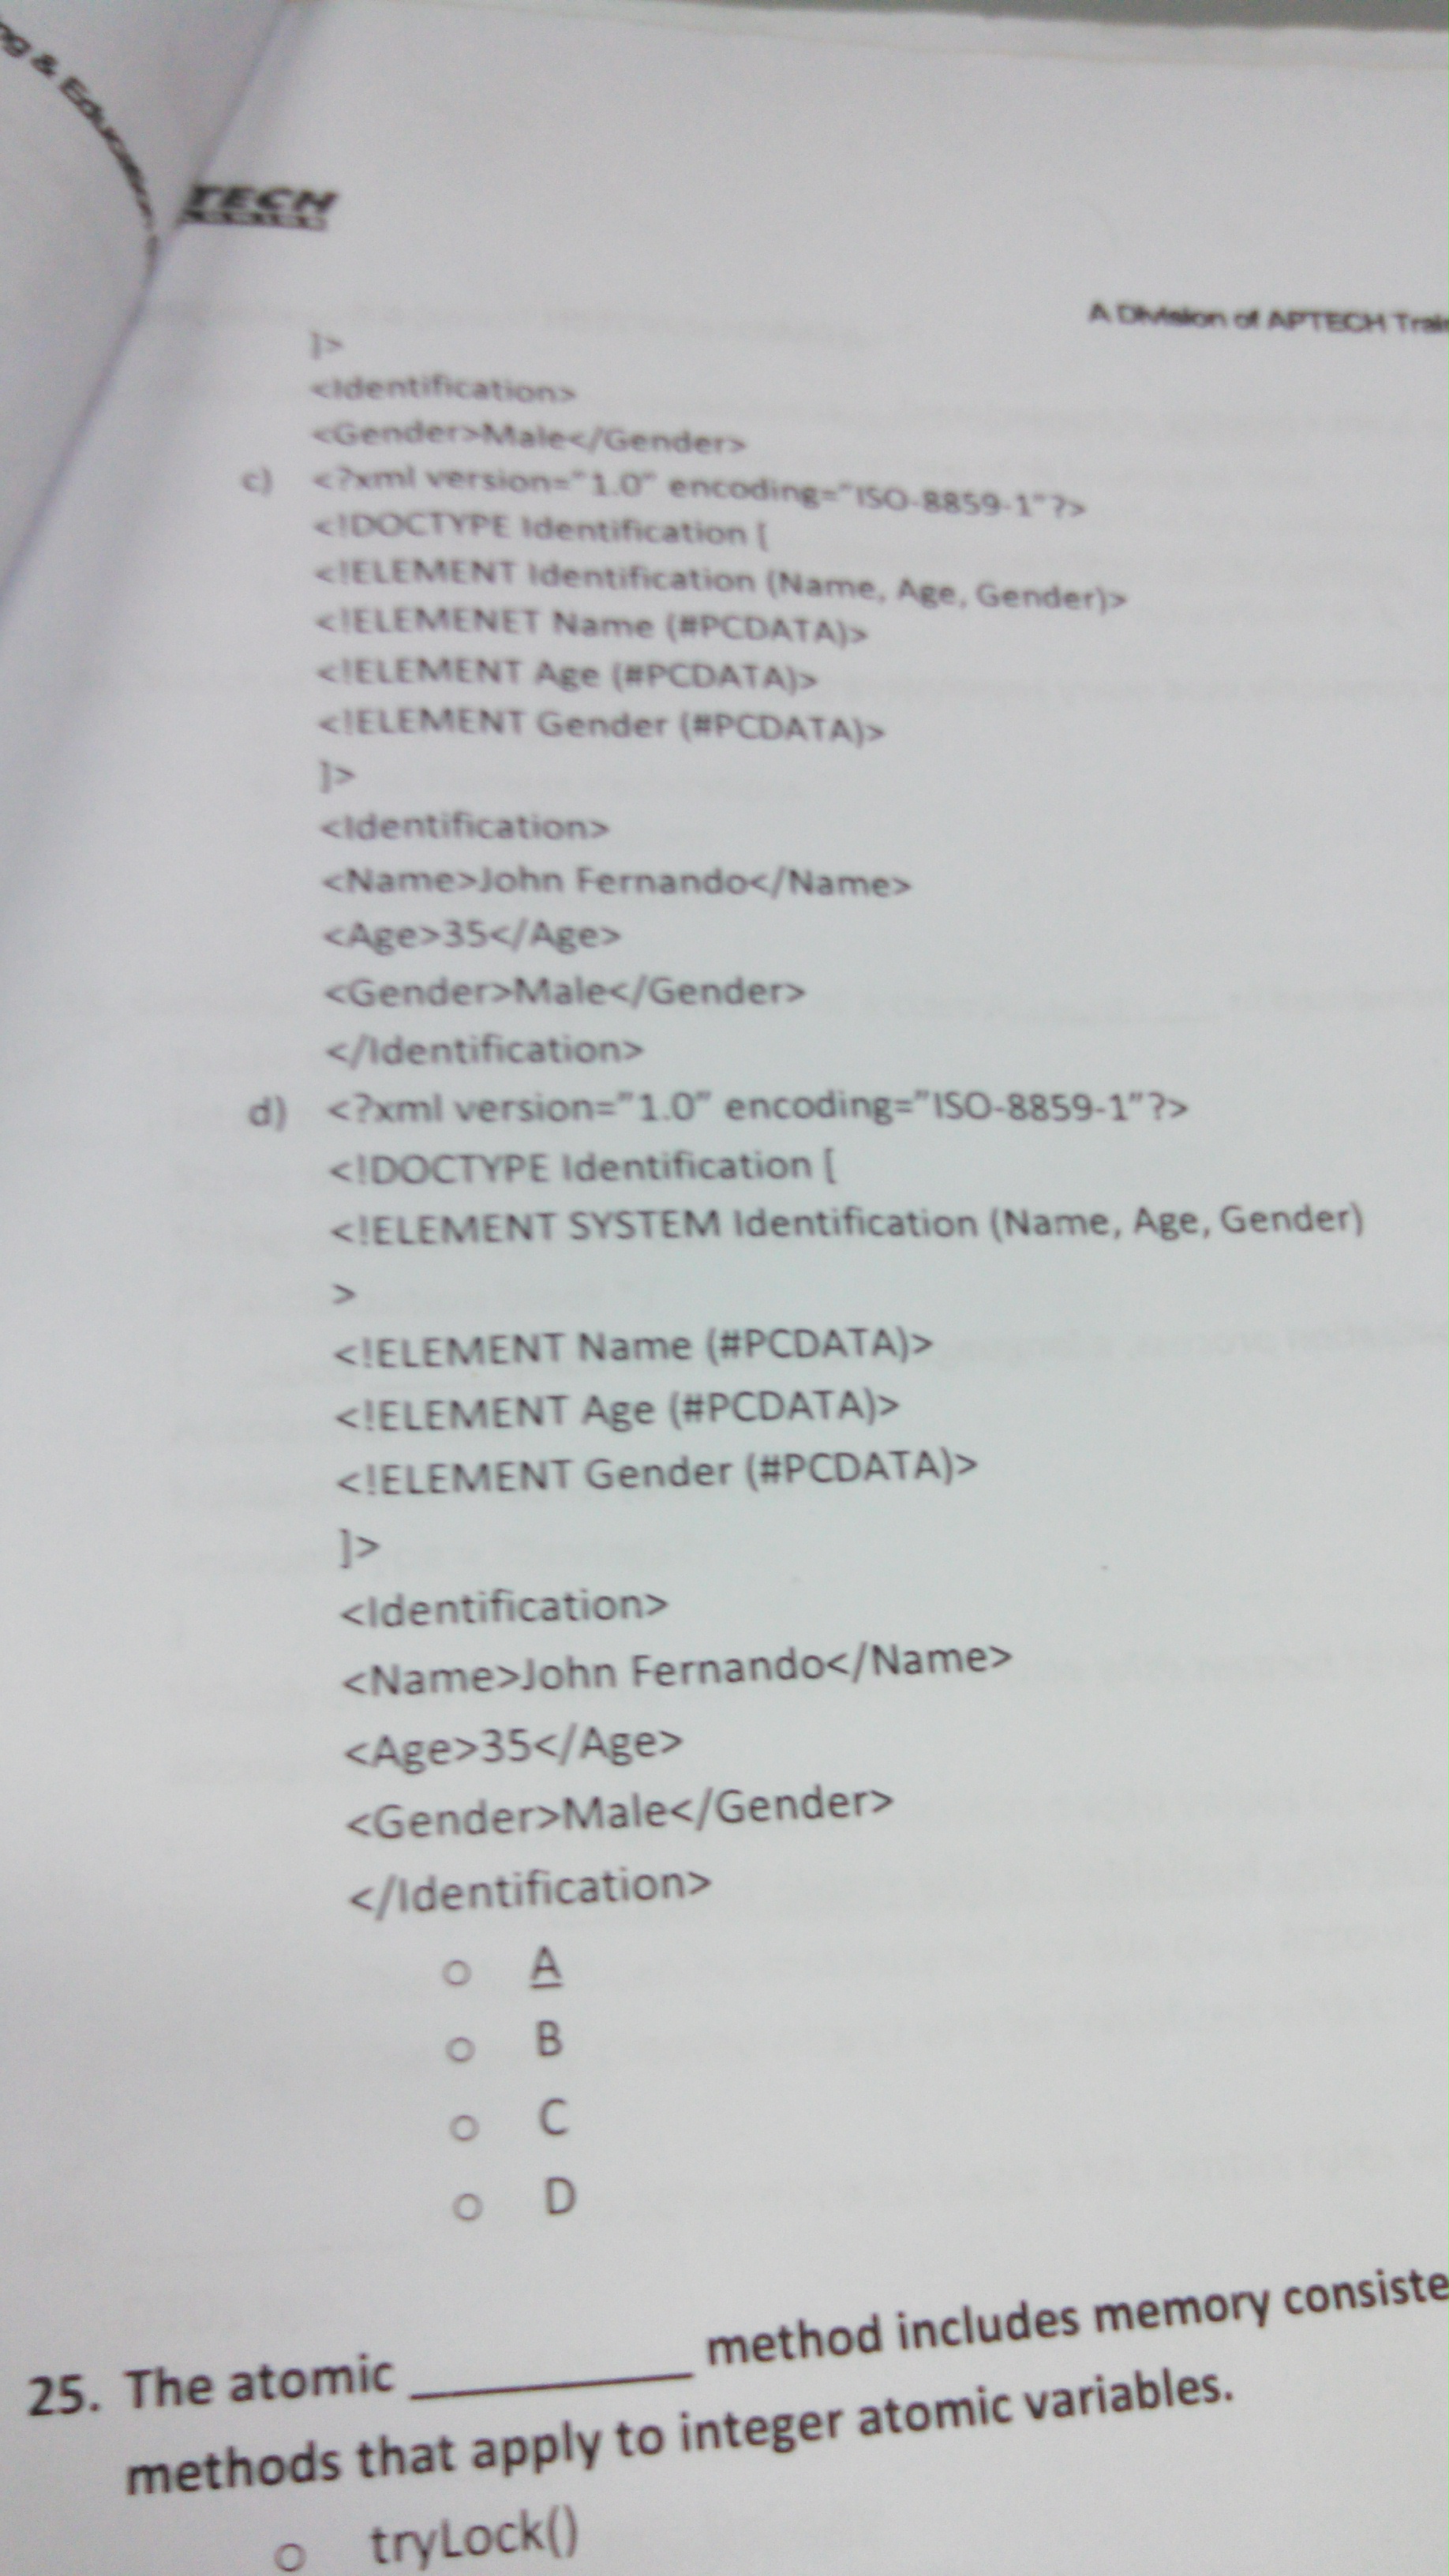 ng & Education
TECH
A Division of APTECH Train
]>
<Identification>
<Gender>Male</Gender>
c) <?xml version="1.0" encoding="ISO-8859-1"?>
<!DOCTYPE Identification [
<!ELEMENT Identification (Name, Age, Gender)>
<!ELEMENET Name (#PCDATA)>
<!ELEMENT Age (#PCDATA)>
<!ELEMENT Gender (#PCDATA)>
]>
<Identification>
<Name>John Fernando</Name>
<Age>35</Age>
<Gender>Male</Gender>
</Identification>
d) <?xml version="1.0" encoding="ISO-8859-1"?>
<!DOCTYPE Identification [
<!ELEMENT SYSTEM Identification (Name, Age, Gender)
>
<!ELEMENT Name (#PCDATA)>
<!ELEMENT Age (#PCDATA)>
<!ELEMENT Gender (#PCDATA)>
]>
<Identification>
<Name>John Fernando</Name>
<Age>35</Age>
<Gender>Male</Gender>
</Identification>
A
B
C
D
25. The atomic __________ method includes memory consiste
methods that apply to integer atomic variables.
tryLock()